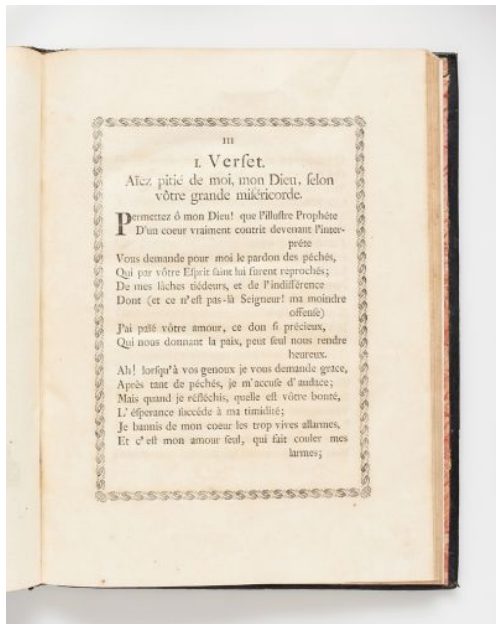 III
I. Verſet.
Aïez pitié de moi, mon Dieu, ſelon
vôtre grande miſéricorde.
Permettez ô mon Dieu! que l'illuſtre Prophéte
D'un coeur vraiment contrit devenant l'inter-
préte
Vous demande pour moi le pardon des péchés,
Qui par vôtre Eſprit ſaint lui furent reprochés;
De mes lâches tiédeurs, et de l'indifférence
Dont (et ce n'eſt pas-là Seigneur! ma moindre
offenſe)
J'ai païé vôtre amour, ce don ſi précieux,
Qui nous donnant la paix, peut ſeul nous rendre
heureux.
Ah! lorſqu'à vos genoux je vous demande grace,
Après tant de péchés, je m'accuſe d'audace;
Mais quand je réfléchis, quelle eſt vôtre bonté,
L'éſperance ſuccède à ma timidité;
Je bannis de mon coeur les trop vives allarmes,
Et c'eſt mon amour ſeul, qui fait couler mes
larmes;